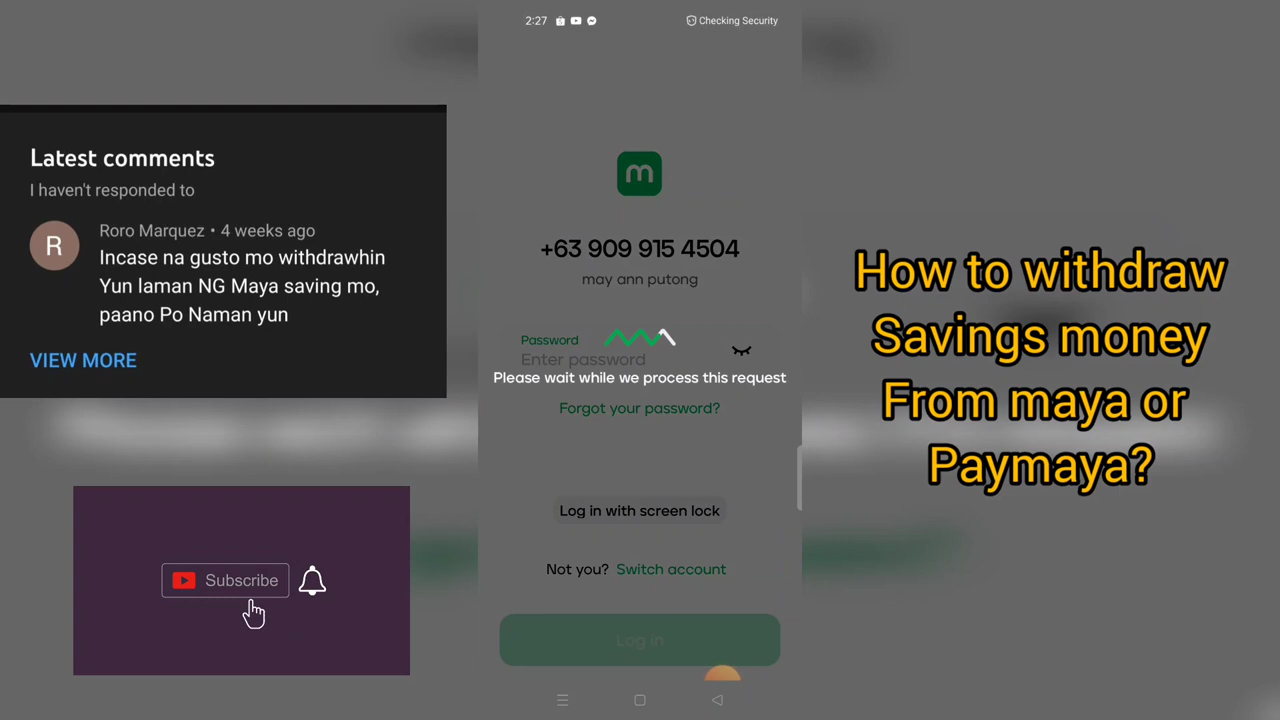 2:27
Checking Security
Latest comments
I haven't responded to
Roro Marquez • 4 weeks ago
R
Incase na gusto mo withdrawhin
Yun laman NG Maya saving mo,
paano Po Naman yun
VIEW MORE
Subscribe
m
+63 909 915 4504
may ann putong
Password
Enter password
Please wait while we process this request
Forgot your password?
Log in with screen lock
Not you? Switch account
Log in
How to withdraw
Savings money
From maya or
Paymaya?